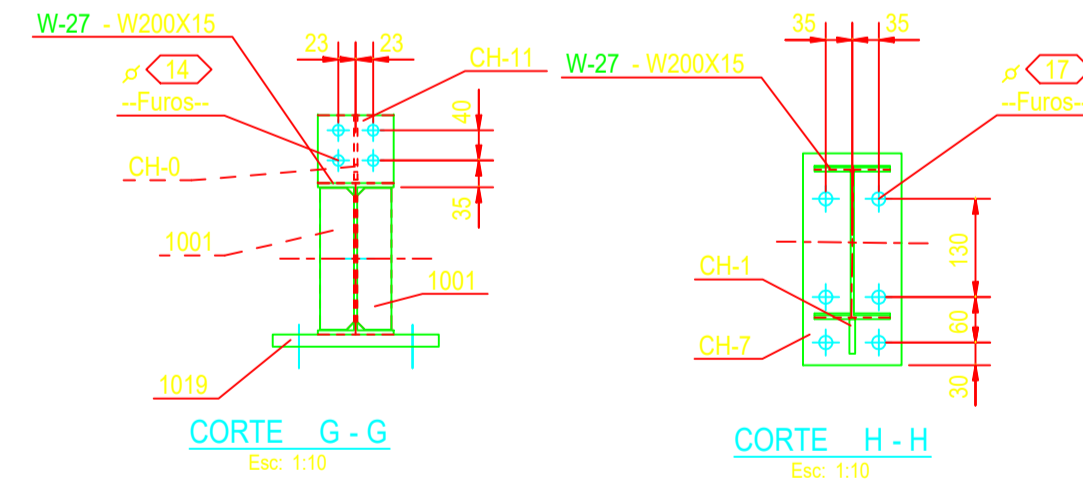 W-27 - W200X15
23 23
CH-11
14
--Furos--
40
CH-0
35
1001
1001
1019
CORTE G - G
Esc: 1:10
35 35
W-27 - W200X15
17
--Furos--
130
CH-1
60
CH-7
30
CORTE H - H
Esc: 1:10